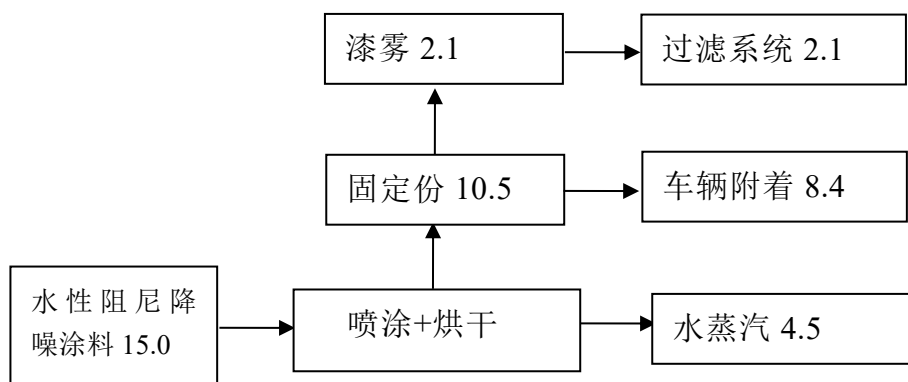 漆雾 2.1
过滤系统 2.1
固定份 10.5
车辆附着 8.4
水性阻尼降
噪涂料 15.0
喷涂+烘干
水蒸汽 4.5